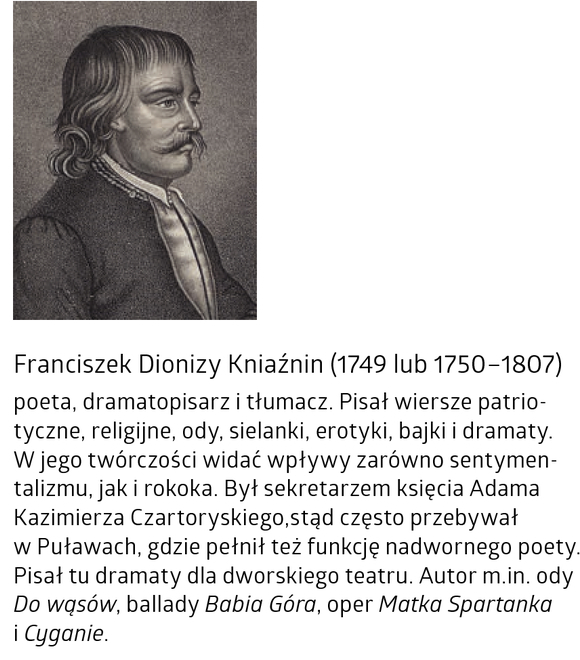 Franciszek Dionizy Kniaźnin (1749 lub 1750–1807)
poeta, dramatopisarz i tłumacz. Pisał wiersze patrio-
tyczne, religijne, ody, sielanki, erotyki, bajki i dramaty.
W jego twórczości widać wpływy zarówno sentymen-
talizmu, jak i rokoka. Był sekretarzem księcia Adama
Kazimierza Czartoryskiego,stąd często przebywał
w Puławach, gdzie pełnił też funkcję nadwornego poety.
Pisał tu dramaty dla dworskiego teatru. Autor m.in. ody
Do wąsów, ballady Babia Góra, oper Matka Spartanka
i Cyganie.